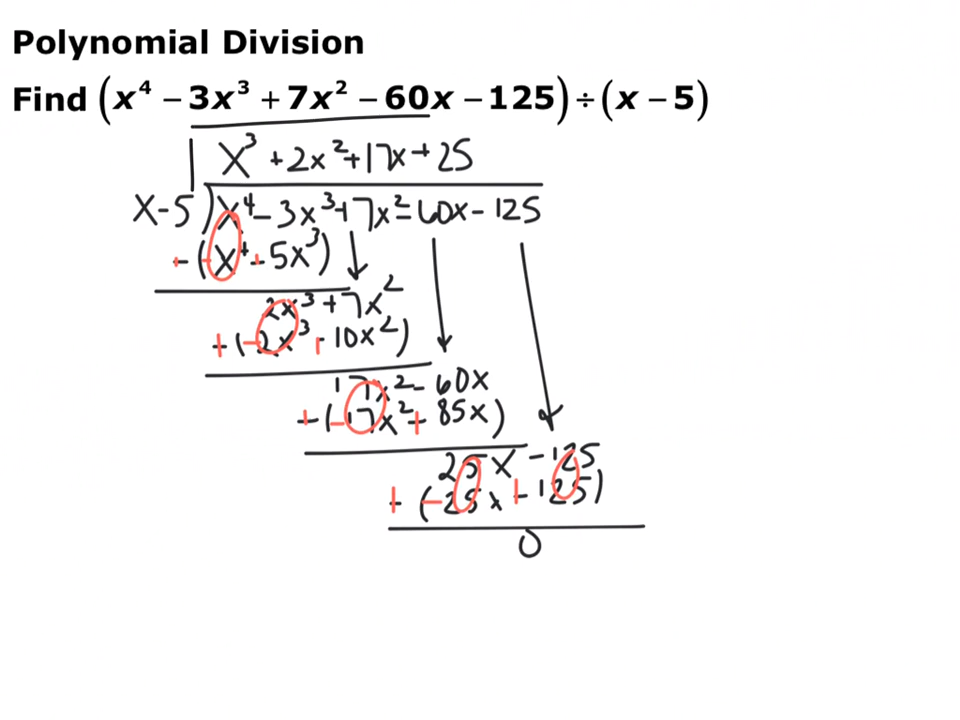 Polynomial Division
Find (x⁴ − 3x³ + 7x² − 60x − 125) ÷ (x − 5)
x³ + 2x² + 17x + 25
x - 5 ) x⁴ - 3x³ + 7x² - 60x - 125
- (x⁴ - 5x³)
2x³ + 7x²
+ (-2x³ + 10x²)
17x² - 60x
+ (-17x² + 85x)
25x - 125
+ (-25x + 125)
0